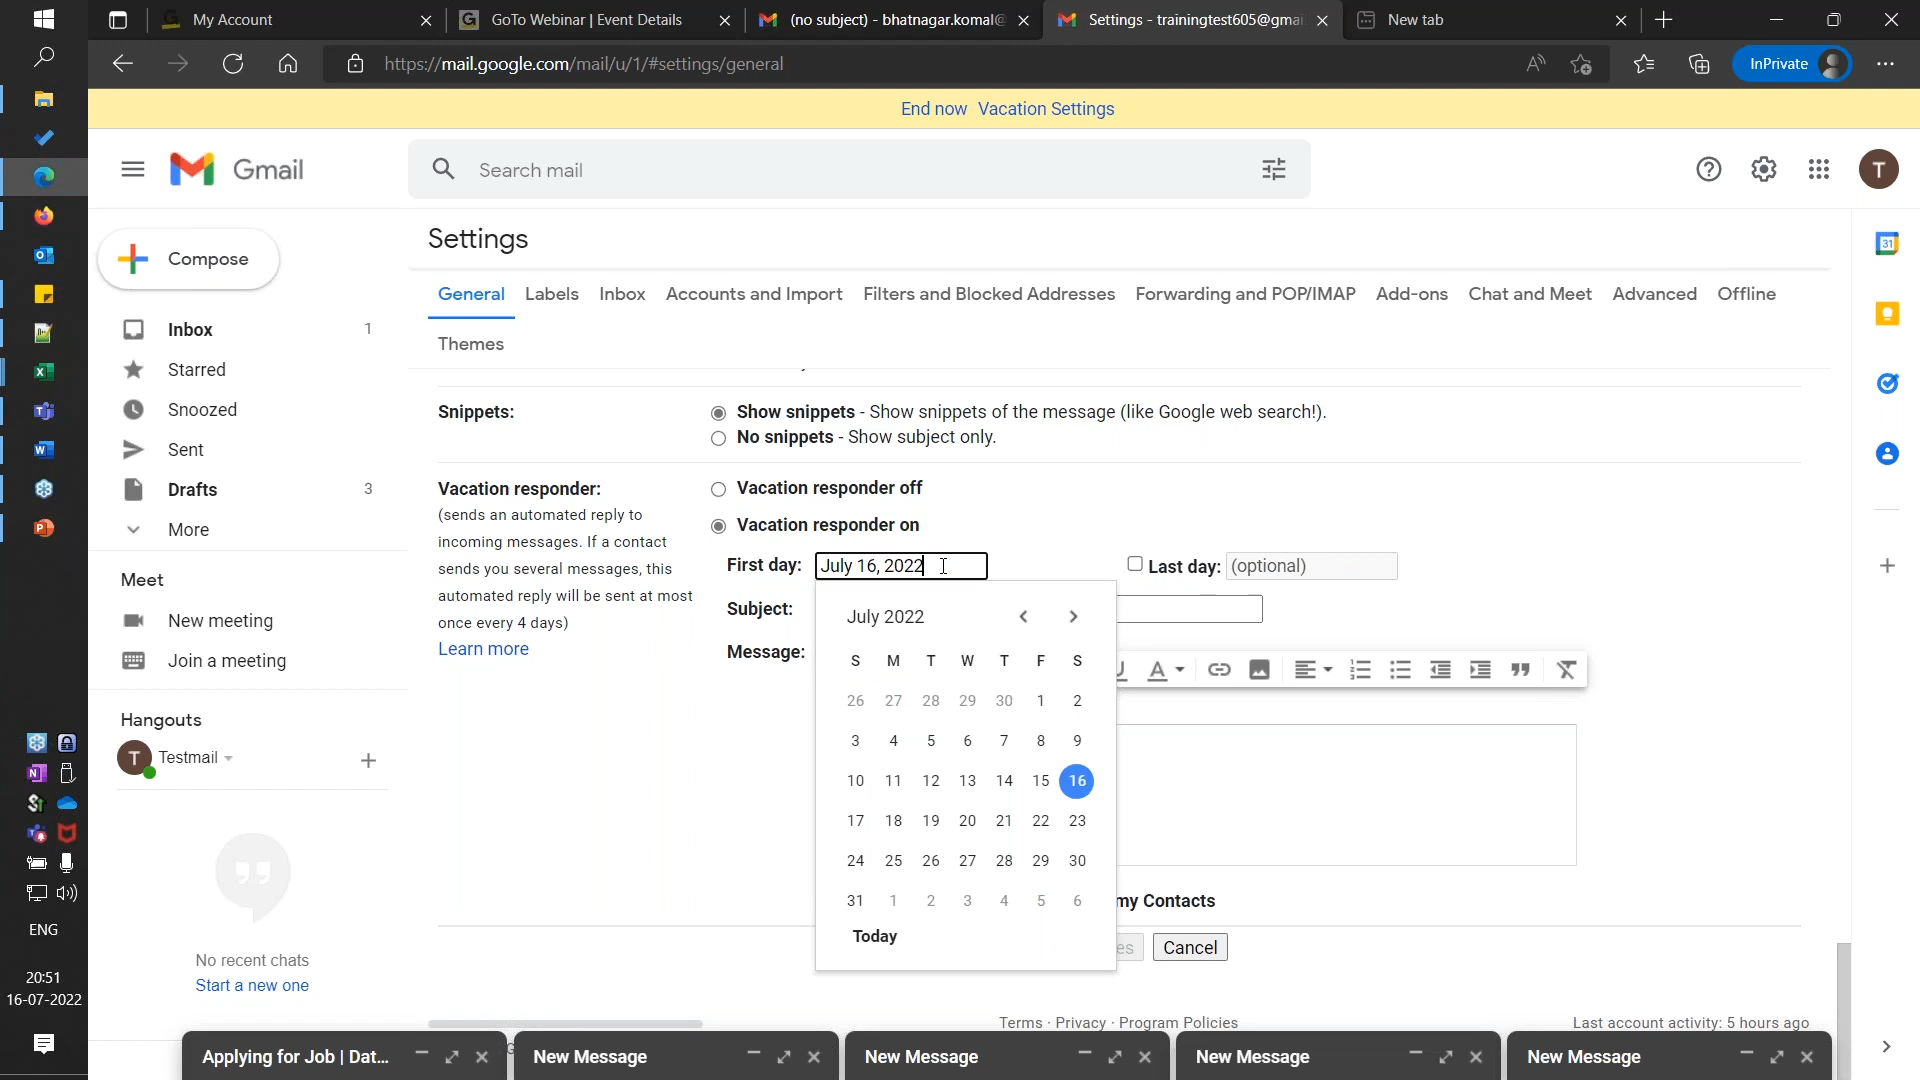 My Account
GoTo Webinar | Event Details
(no subject) - bhatnagar.komal@
Settings - trainingtest605@gmai
New tab
https://mail.google.com/mail/u/1/#settings/general
InPrivate
End now Vacation Settings
Gmail
Search mail
T
Compose
Settings
General Labels Inbox Accounts and Import Filters and Blocked Addresses Forwarding and POP/IMAP Add-ons Chat and Meet Advanced Offline
Themes
Inbox 1
Starred
Snoozed
Sent
Drafts 3
More
Meet
New meeting
Join a meeting
Hangouts
T Testmail
No recent chats
Start a new one
Snippets:
Show snippets - Show snippets of the message (like Google web search!).
No snippets - Show subject only.
Vacation responder:
(sends an automated reply to
incoming messages. If a contact
sends you several messages, this
automated reply will be sent at most
once every 4 days)
Learn more
Vacation responder off
Vacation responder on
First day: July 16, 2022
Last day: (optional)
Subject:
Message:
July 2022
S M T W T F S
26 27 28 29 30 1 2
3 4 5 6 7 8 9
10 11 12 13 14 15 16
17 18 19 20 21 22 23
24 25 26 27 28 29 30
31 1 2 3 4 5 6
Today
my Contacts
es Cancel
Terms · Privacy · Program Policies
Last account activity: 5 hours ago
ENG
20:51
16-07-2022
Applying for Job | Dat...
New Message
New Message
New Message
New Message